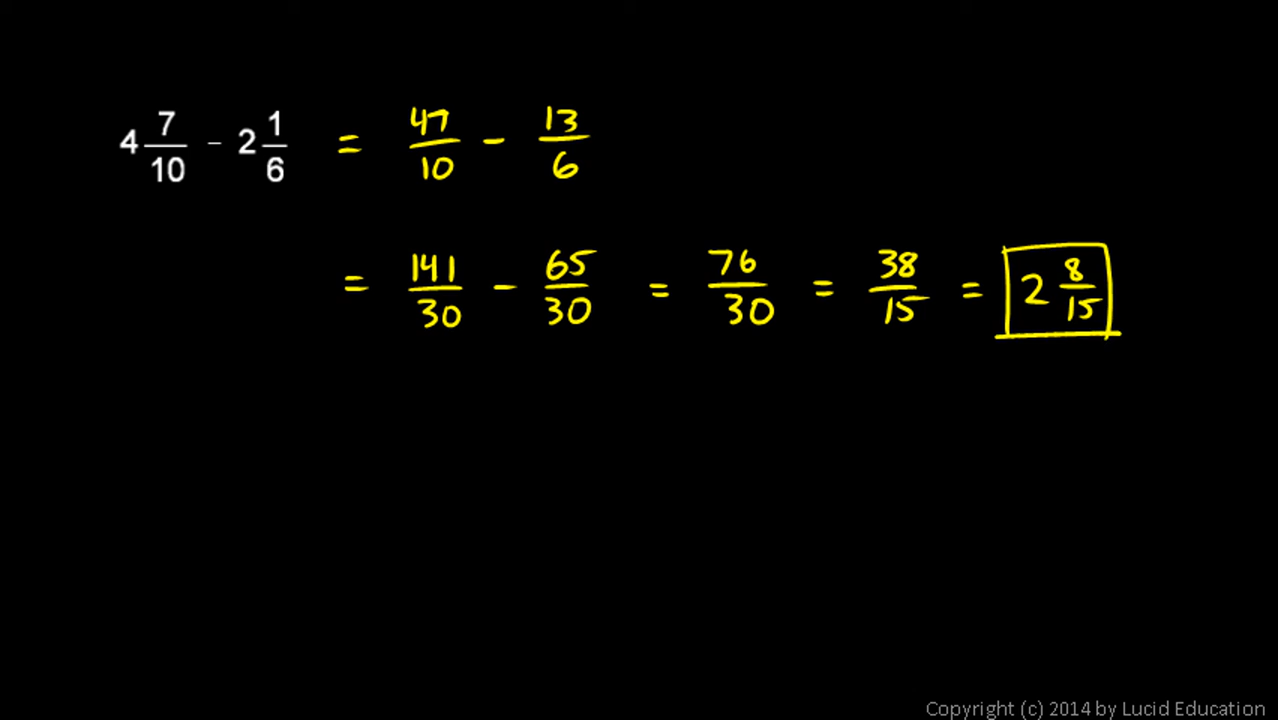 4 7/10 - 2 1/6 = 47/10 - 13/6
= 141/30 - 65/30 = 76/30 = 38/15 = 2 8/15
Copyright (c) 2014 by Lucid Education